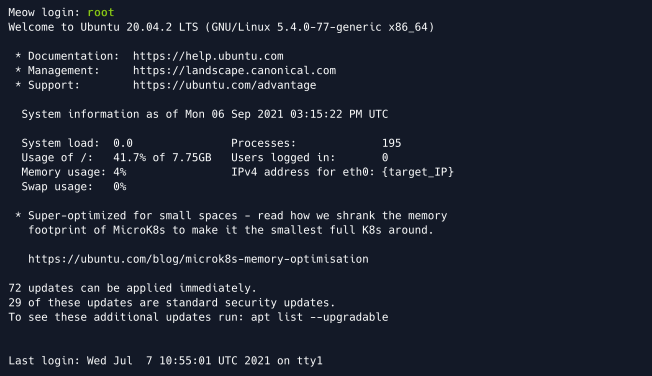 Meow login: root
Welcome to Ubuntu 20.04.2 LTS (GNU/Linux 5.4.0-77-generic x86_64)
* Documentation: https://help.ubuntu.com
* Management: https://landscape.canonical.com
* Support: https://ubuntu.com/advantage
System information as of Mon 06 Sep 2021 03:15:22 PM UTC
System load: 0.0 Processes: 195
Usage of /: 41.7% of 7.75GB Users logged in: 0
Memory usage: 4% IPv4 address for eth0: {target_IP}
Swap usage: 0%
* Super-optimized for small spaces - read how we shrank the memory
footprint of MicroK8s to make it the smallest full K8s around.
https://ubuntu.com/blog/microk8s-memory-optimisation
72 updates can be applied immediately.
29 of these updates are standard security updates.
To see these additional updates run: apt list --upgradable
Last login: Wed Jul 7 10:55:01 UTC 2021 on tty1